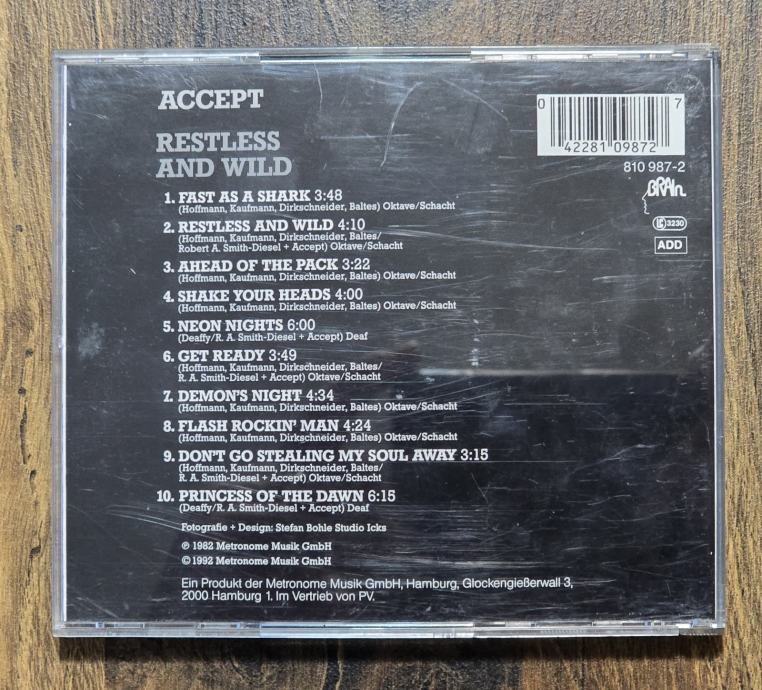 ACCEPT
RESTLESS
AND WILD
0 42281 09872 7
810 987-2
BRAIN
LC 3230
ADD
1. FAST AS A SHARK 3:48
(Hoffmann, Kaufmann, Dirkschneider, Baltes) Oktave/Schacht
2. RESTLESS AND WILD 4:10
(Hoffmann, Kaufmann, Dirkschneider, Baltes/
Robert A. Smith-Diesel + Accept) Oktave/Schacht
3. AHEAD OF THE PACK 3:22
(Hoffmann, Kaufmann, Dirkschneider, Baltes) Oktave/Schacht
4. SHAKE YOUR HEADS 4:00
(Hoffmann, Kaufmann, Dirkschneider, Baltes) Oktave/Schacht
5. NEON NIGHTS 6:00
(Deaffy/R. A. Smith-Diesel + Accept) Deaf
6. GET READY 3:49
(Hoffmann, Kaufmann, Dirkschneider, Baltes/
R. A. Smith-Diesel + Accept) Oktave/Schacht
7. DEMON'S NIGHT 4:34
(Hoffmann, Kaufmann, Dirkschneider, Baltes) Oktave/Schacht
8. FLASH ROCKIN' MAN 4:24
(Hoffmann, Kaufmann, Dirkschneider, Baltes) Oktave/Schacht
9. DON'T GO STEALING MY SOUL AWAY 3:15
(Hoffmann, Kaufmann, Dirkschneider, Baltes/
R. A. Smith-Diesel + Accept) Oktave/Schacht
10. PRINCESS OF THE DAWN 6:15
(Deaffy/R. A. Smith-Diesel + Accept) Deaf
Fotografie + Design: Stefan Bohle Studio Icks
℗ 1982 Metronome Musik GmbH
© 1992 Metronome Musik GmbH
Ein Produkt der Metronome Musik GmbH, Hamburg, Glockengießerwall 3,
2000 Hamburg 1. Im Vertrieb von PV.